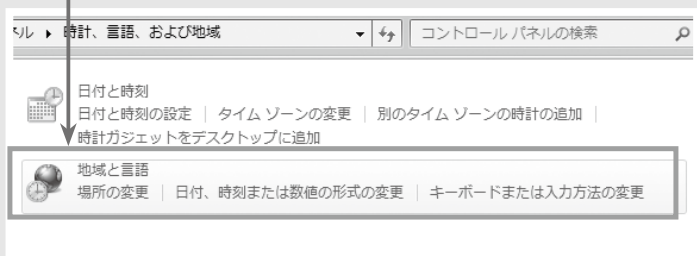 ネル ▶ 時計、言語、および地域
コントロール パネルの検索
日付と時刻
日付と時刻の設定 | タイム ゾーンの変更 | 別のタイム ゾーンの時計の追加 |
時計ガジェットをデスクトップに追加
地域と言語
場所の変更 | 日付、時刻または数値の形式の変更 | キーボードまたは入力方法の変更